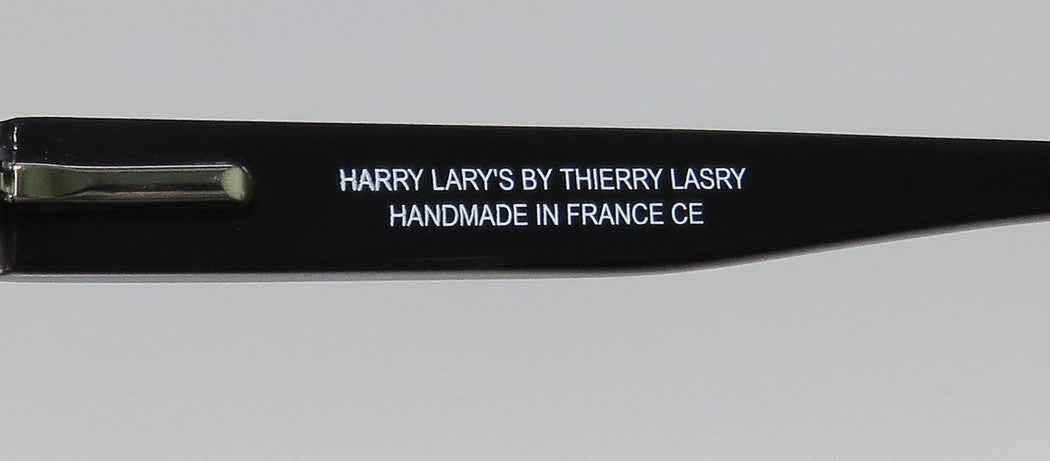 HARRY LARY'S BY THIERRY LASRY
HANDMADE IN FRANCE CE